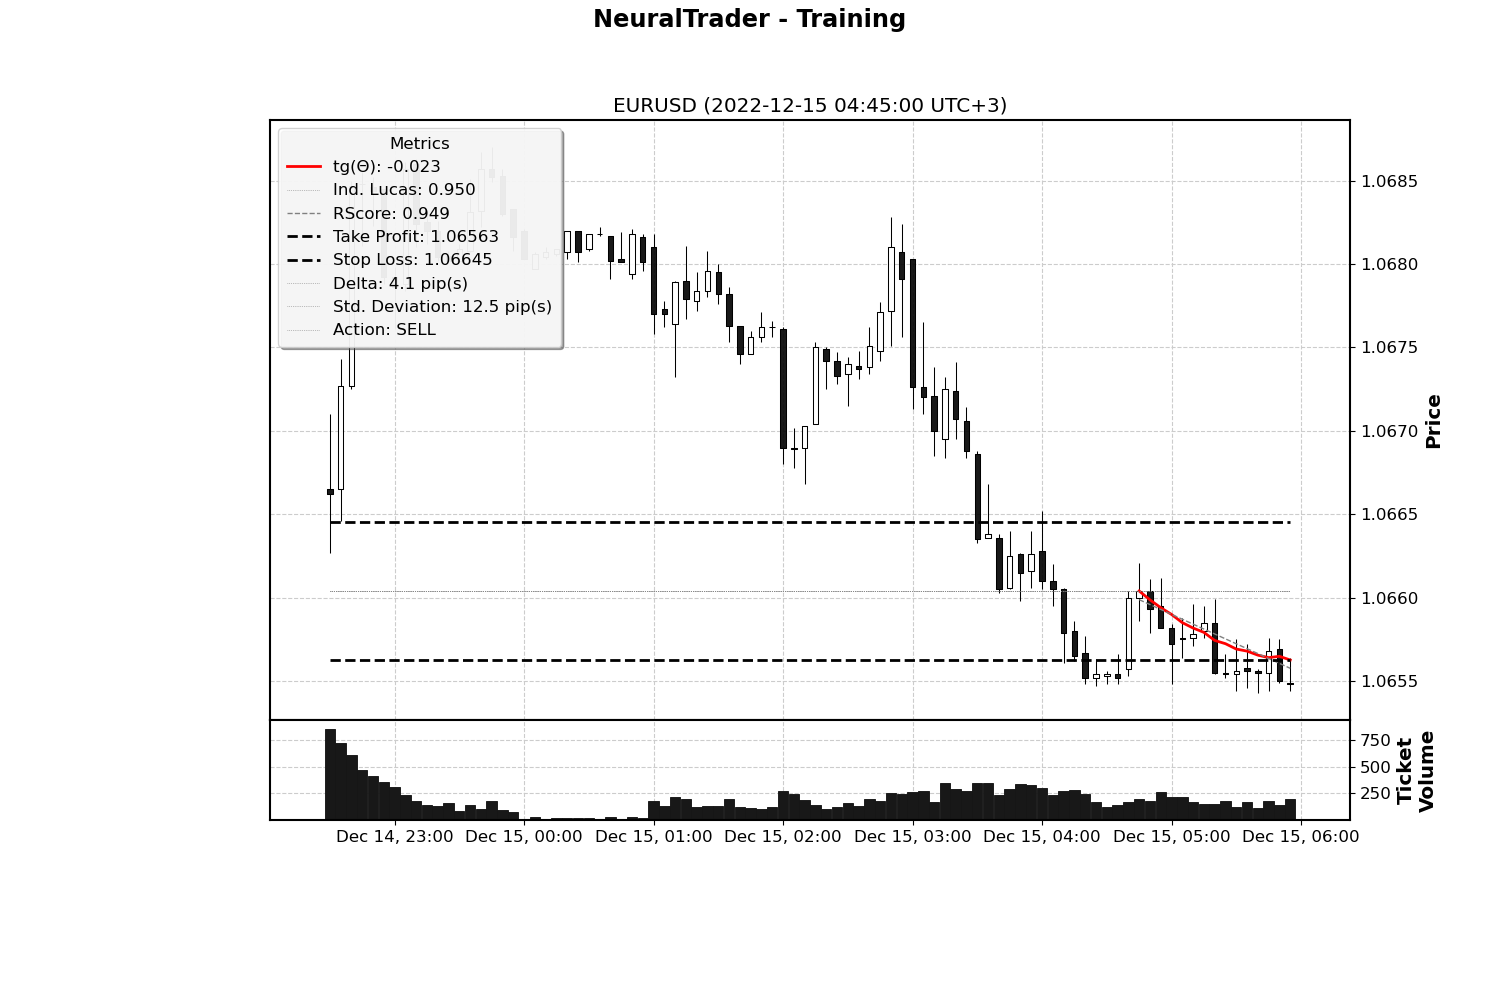 NeuralTrader - Training
EURUSD (2022-12-15 04:45:00 UTC+3)
Metrics
tg(Θ): -0.023
Ind. Lucas: 0.950
RScore: 0.949
Take Profit: 1.06563
Stop Loss: 1.06645
Delta: 4.1 pip(s)
Std. Deviation: 12.5 pip(s)
Action: SELL
1.0685
1.0680
1.0675
1.0670
1.0665
1.0660
1.0655
Price
750
500
250
Ticket
Volume
Dec 14, 23:00
Dec 15, 00:00
Dec 15, 01:00
Dec 15, 02:00
Dec 15, 03:00
Dec 15, 04:00
Dec 15, 05:00
Dec 15, 06:00